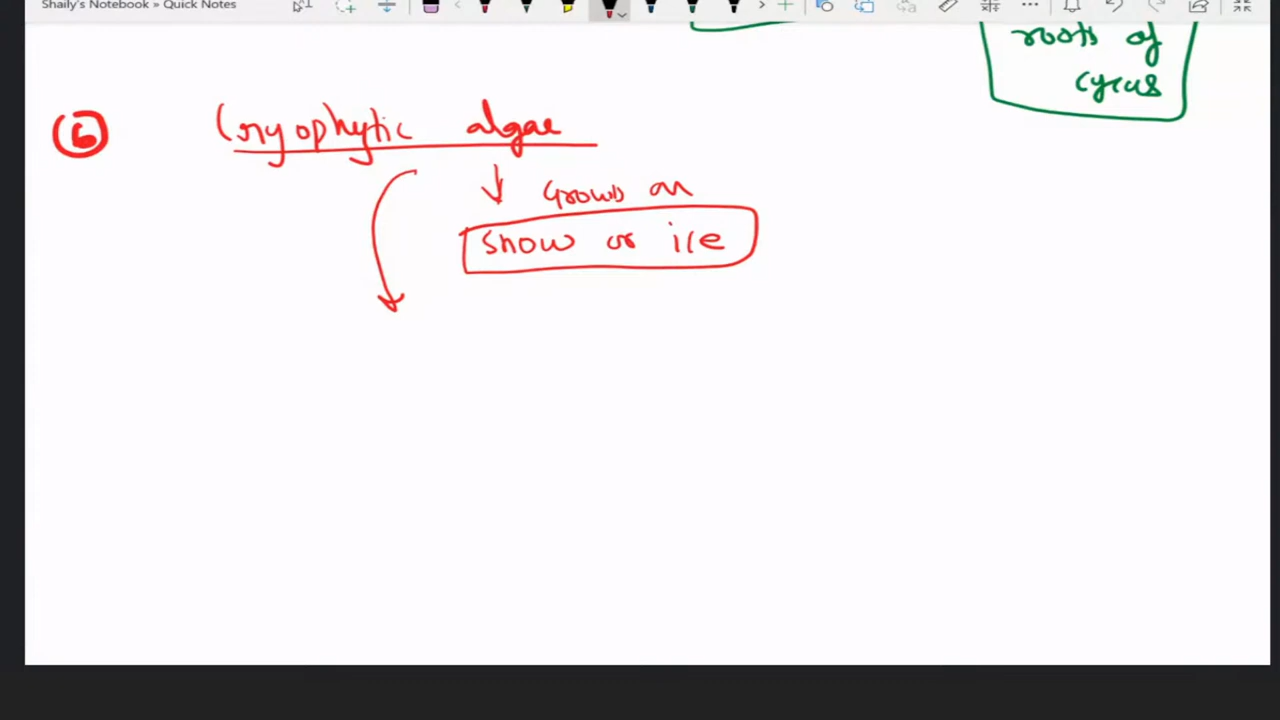 Shaily's Notebook » Quick Notes
roots of
cycas
6 Cryophytic algae
Grows on
snow or ice